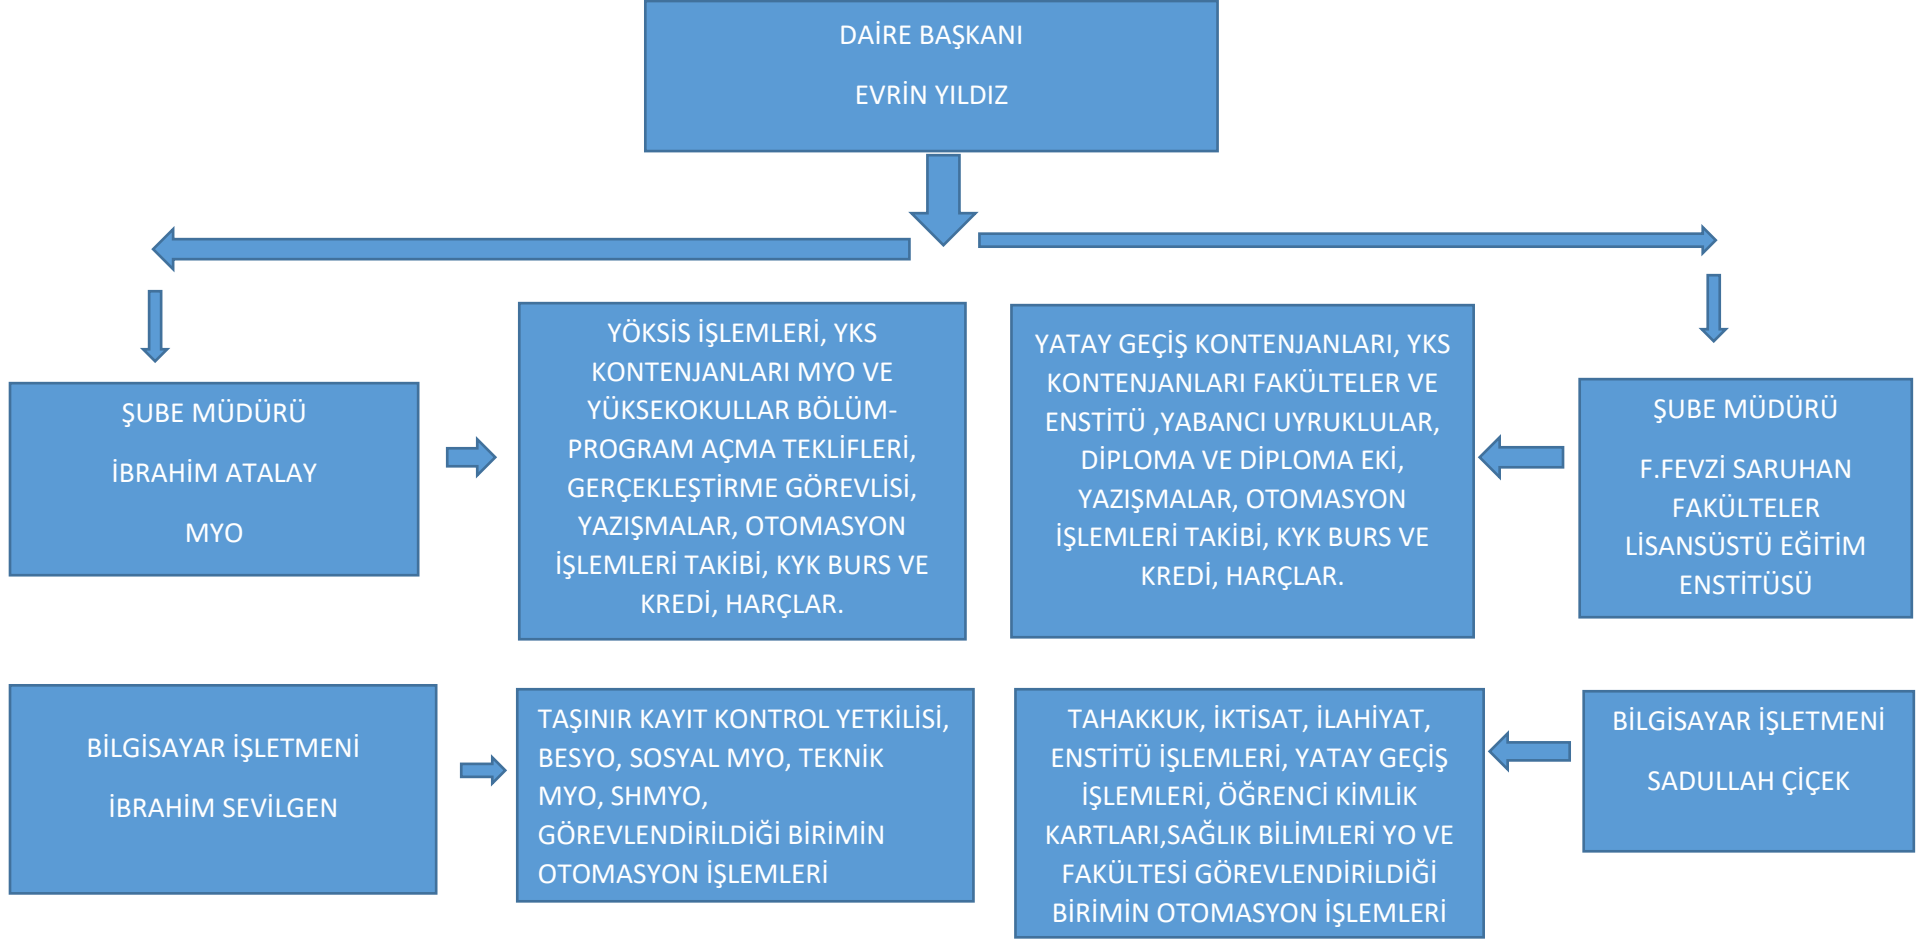 DAİRE BAŞKANI
EVRİN YILDIZ
ŞUBE MÜDÜRÜ
İBRAHİM ATALAY
MYO
YÖKSİS İŞLEMLERİ, YKS
KONTENJANLARI MYO VE
YÜKSEKOKULLAR BÖLÜM-
PROGRAM AÇMA TEKLİFLERİ,
GERÇEKLEŞTİRME GÖREVLİSİ,
YAZIŞMALAR, OTOMASYON
İŞLEMLERİ TAKİBİ, KYK BURS VE
KREDİ, HARÇLAR.
YATAY GEÇİŞ KONTENJANLARI, YKS
KONTENJANLARI FAKÜLTELER VE
ENSTİTÜ ,YABANCI UYRUKLULAR,
DİPLOMA VE DİPLOMA EKİ,
YAZIŞMALAR, OTOMASYON
İŞLEMLERİ TAKİBİ, KYK BURS VE
KREDİ, HARÇLAR.
ŞUBE MÜDÜRÜ
F.FEVZİ SARUHAN
FAKÜLTELER
LİSANSÜSTÜ EĞİTİM
ENSTİTÜSÜ
BİLGİSAYAR İŞLETMENİ
İBRAHİM SEVİLGEN
TAŞINIR KAYIT KONTROL YETKİLİSİ,
BESYO, SOSYAL MYO, TEKNİK
MYO, SHMYO,
GÖREVLENDİRİLDİĞİ BİRİMİN
OTOMASYON İŞLEMLERİ
TAHAKKUK, İKTİSAT, İLAHİYAT,
ENSTİTÜ İŞLEMLERİ, YATAY GEÇİŞ
İŞLEMLERİ, ÖĞRENCİ KİMLİK
KARTLARI,SAĞLIK BİLİMLERİ YO VE
FAKÜLTESİ GÖREVLENDİRİLDİĞİ
BİRİMİN OTOMASYON İŞLEMLERİ
BİLGİSAYAR İŞLETMENİ
SADULLAH ÇİÇEK